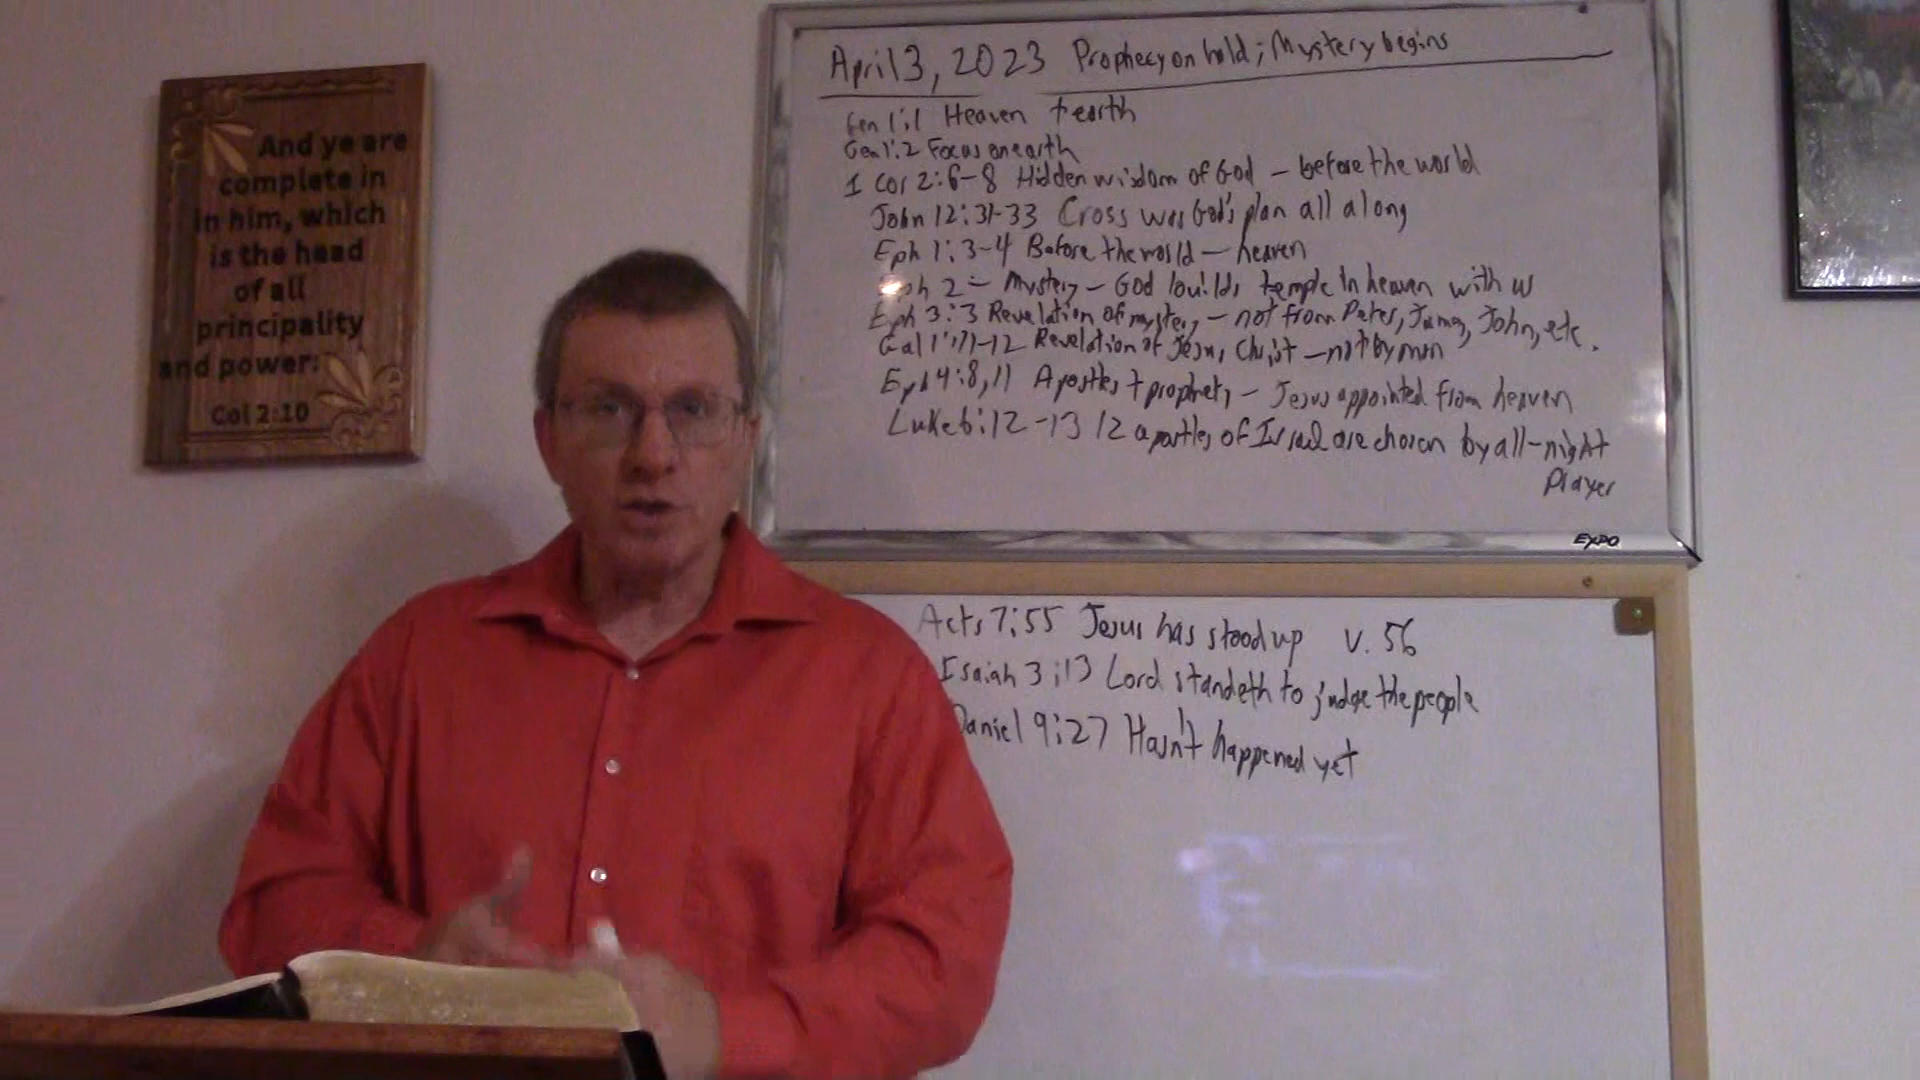 And ye are
complete in
in him, which
is the head
of all
principality
and power:
Col 2:10
April 3, 2023 Prophecy on hold; Mystery begins
Gen 1:1 Heaven + earth
Gen 1:2 Focus on earth
I Cor 2:6-8 Hidden wisdom of God - before the world
John 12:31-33 Cross was God's plan all along
Eph 1:3-4 Before the world - heaven
Eph 2 - Mystery - God builds temple in heaven with us
Eph 3:3 Revelation of mystery - not from Peter, James, John, etc.
Gal 1:11-12 Revelation of Jesus Christ - not by men
Eph 4:8,11 Apostles + prophets - Jesus appointed from heaven
Luke 6:12-13 12 apostles of Israel are chosen by all-night
Prayer
EXPO
Acts 7:55 Jesus has stood up v. 56
Isaiah 3:13 Lord standeth to judge the people
Daniel 9:27 Hasn't happened yet